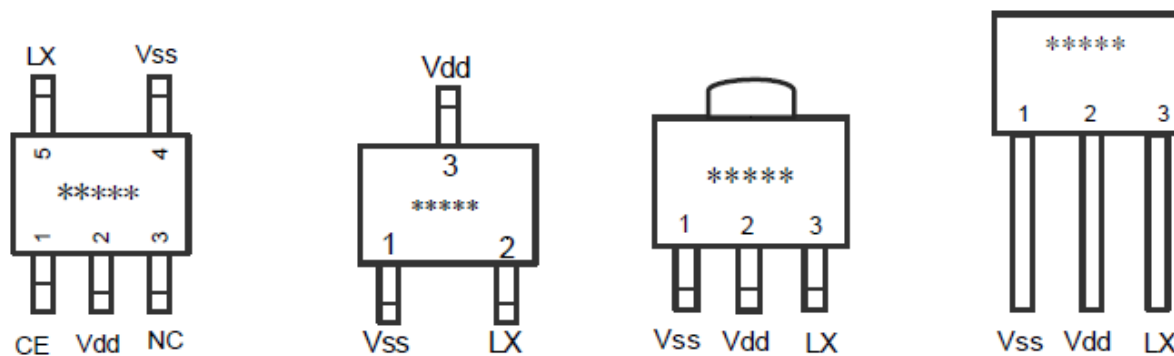 LX Vss
5 4
*****
1 2 3
CE Vdd NC
Vdd
3
*****
1 2
Vss LX
*****
1 2 3
Vss Vdd LX
*****
1 2 3
Vss Vdd LX